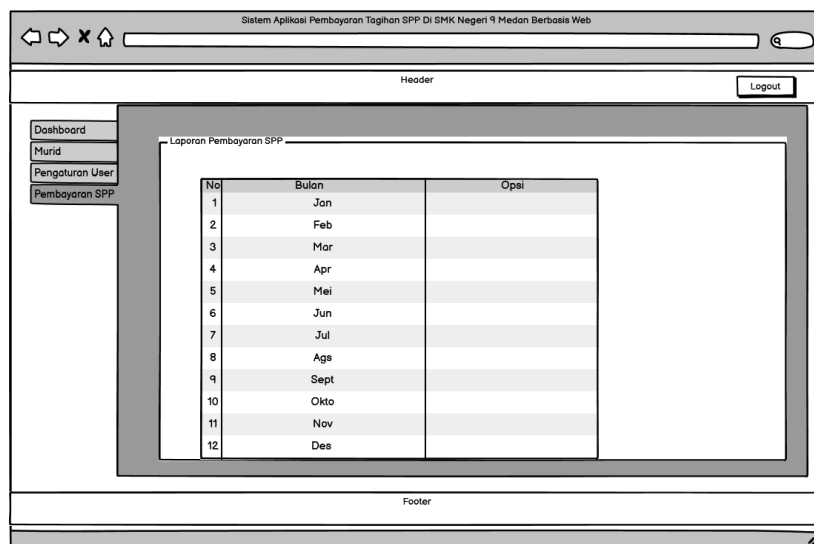 Sistem Aplikasi Pembayaran Tagihan SPP Di SMK Negeri 9 Medan Berbasis Web
Header
Logout
Dashboard
Murid
Pengaturan User
Pembayaran SPP
Laporan Pembayaran SPP
No Bulan Opsi
1 Jan
2 Feb
3 Mar
4 Apr
5 Mei
6 Jun
7 Jul
8 Ags
9 Sept
10 Okto
11 Nov
12 Des
Footer